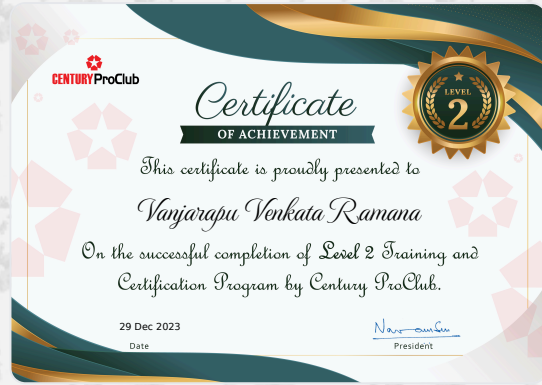 CENTURY ProClub
LEVEL
2
Certificate
OF ACHIEVEMENT
This certificate is proudly presented to
Vanjarapu Venkata Ramana
On the successful completion of Level 2 Training and
Certification Program by Century ProClub.
29 Dec 2023
Date
President